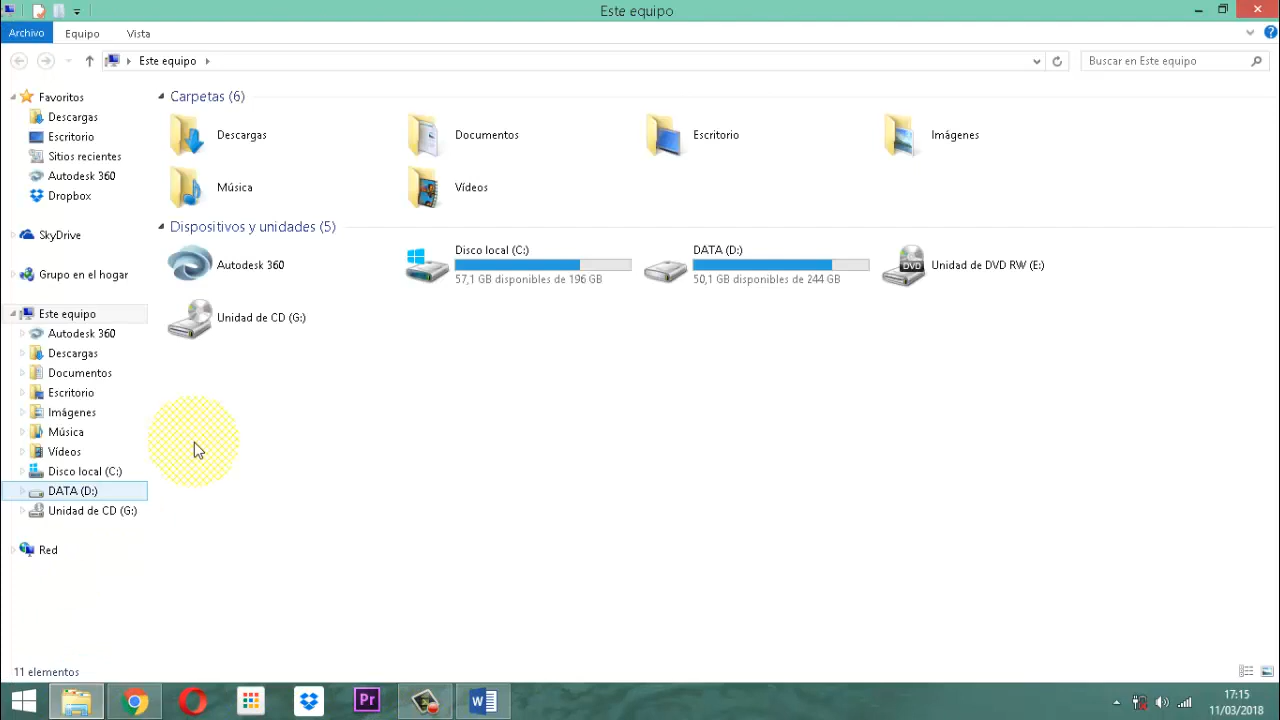 Este equipo
Archivo Equipo Vista
Este equipo
Buscar en Este equipo
Favoritos
Descargas
Escritorio
Sitios recientes
Autodesk 360
Dropbox
SkyDrive
Grupo en el hogar
Este equipo
Autodesk 360
Descargas
Documentos
Escritorio
Imágenes
Música
Vídeos
Disco local (C:)
DATA (D:)
Unidad de CD (G:)
Red
Carpetas (6)
Descargas
Documentos
Escritorio
Imágenes
Música
Vídeos
Dispositivos y unidades (5)
Autodesk 360
Disco local (C:)
57,1 GB disponibles de 196 GB
DATA (D:)
50,1 GB disponibles de 244 GB
DVD
Unidad de DVD RW (E:)
Unidad de CD (G:)
11 elementos
Pr
W
17:15
11/03/2018